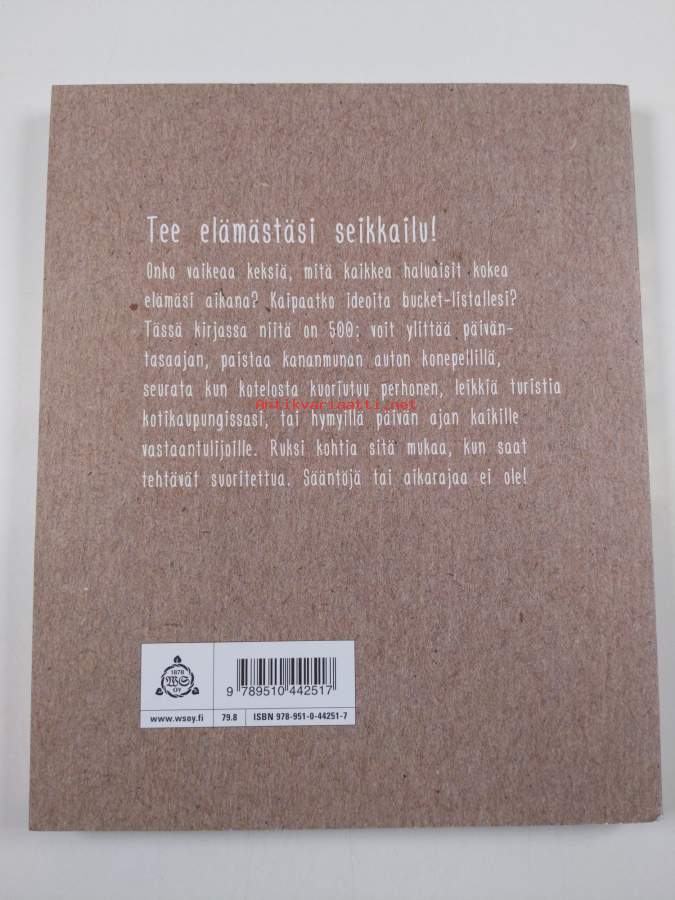 Tee elämästäsi seikkailu!
Onko vaikeaa keksiä, mitä kaikkea haluaisit kokea
elämäsi aikana? Kaipaatko ideoita bucket-listallesi?
Tässä kirjassa niitä on 500: voit ylittää päivän-
tasaajan, paistaa kananmunan auton konepellillä,
seurata kun kotelosta kuoriutuu perhonen, leikkiä turistia
Antikvariaatti.net
kotikaupungissasi, tai hymyillä päivän ajan kaikille
vastaantulijoille. Ruksi kohtia sitä mukaa, kun saat
tehtävät suoritettua. Sääntöjä tai aikarajaa ei ole!
1878
WS
OY
9 789510 442517
www.wsoy.fi
79.8
ISBN 978-951-0-44251-7